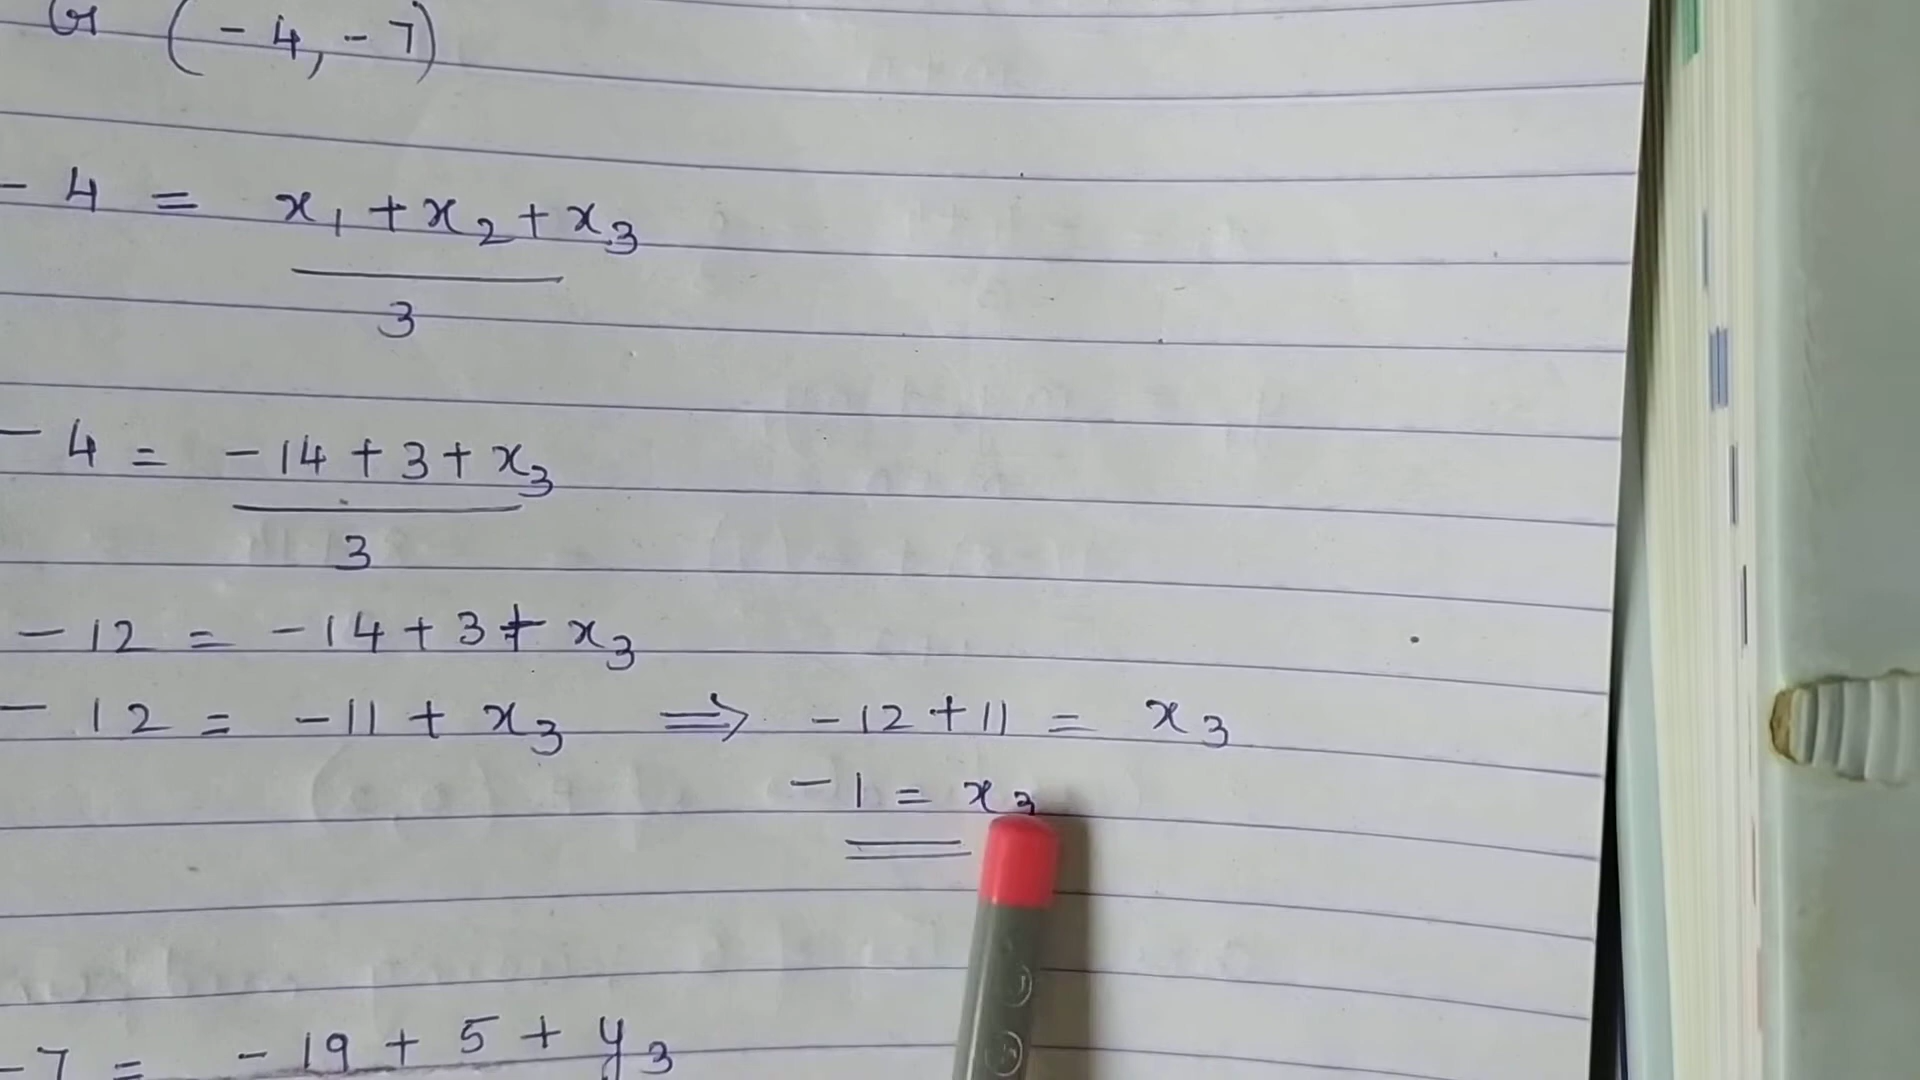 G (-4, -7)
-4 = x₁ + x₂ + x₃
3
-4 = -14 + 3 + x₃
3
-12 = -14 + 3 + x₃
-12 = -11 + x₃ ⟹ -12 + 11 = x₃
-1 = x₃
-7 = -19 + 5 + y₃